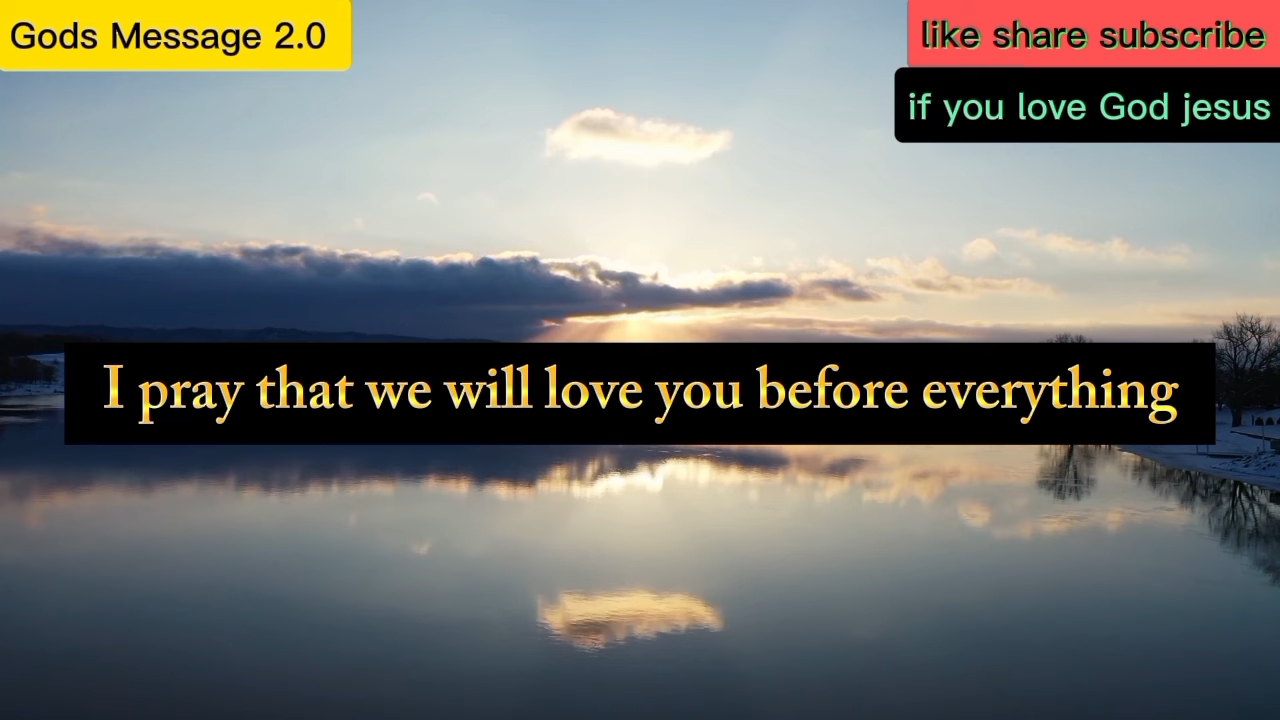 Gods Message 2.0
like share subscribe
if you love God jesus
I pray that we will love you before everything